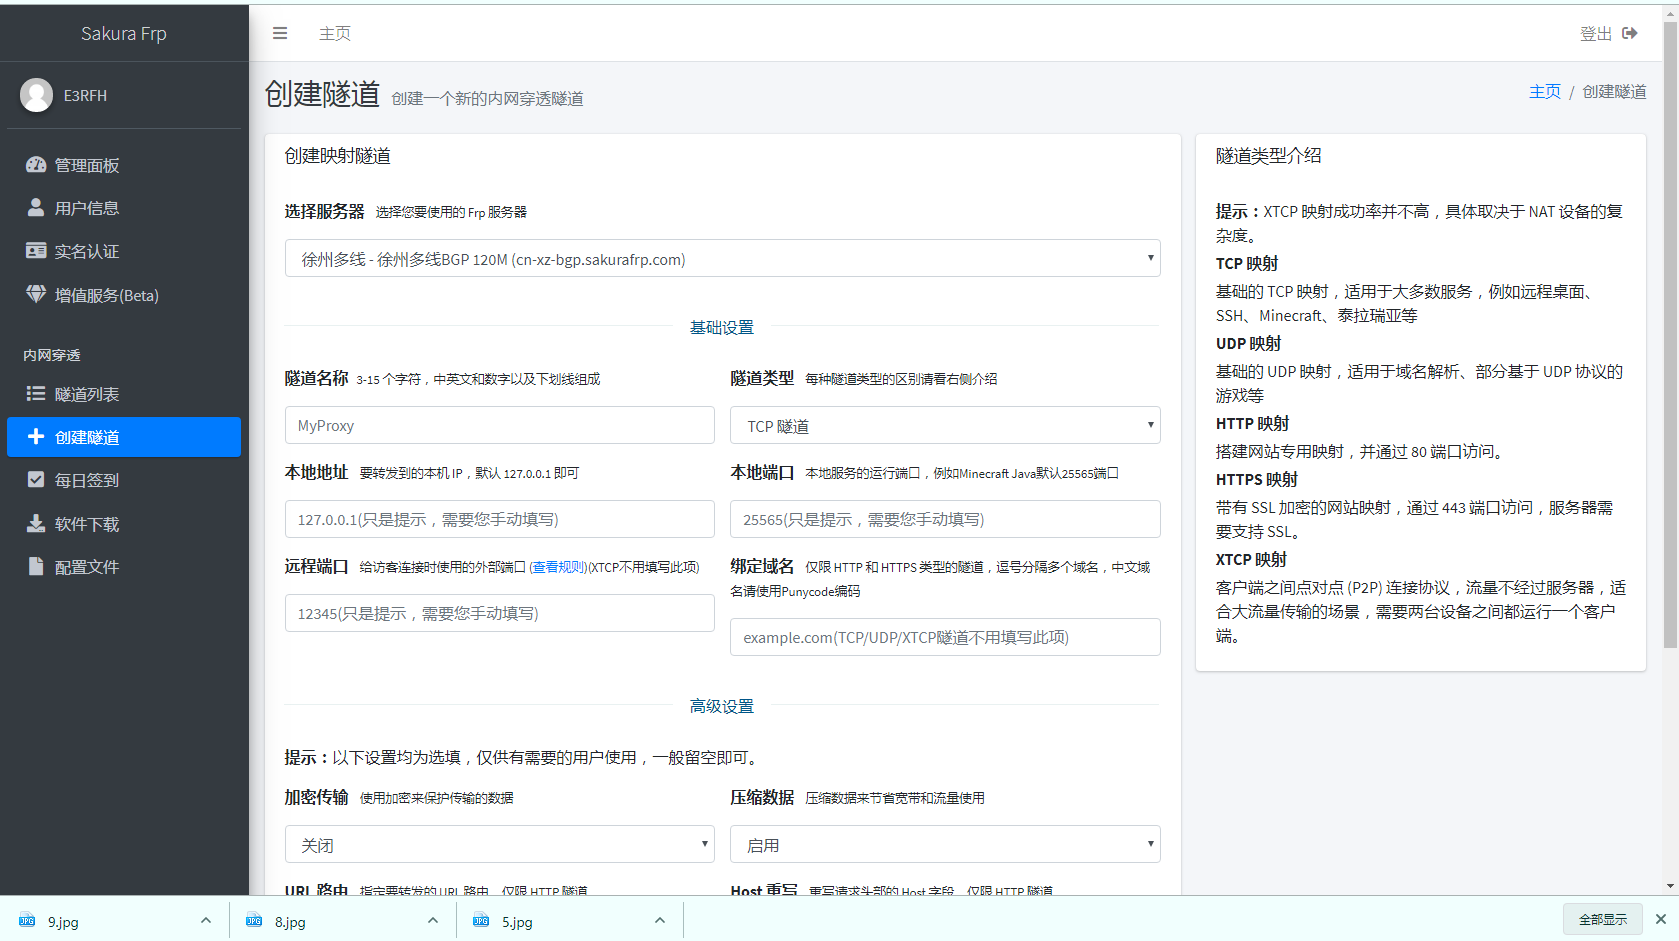 Sakura Frp
主页
登出
E3RFH
管理面板
用户信息
实名认证
增值服务(Beta)
内网穿透
隧道列表
创建隧道
每日签到
软件下载
配置文件
创建隧道 创建一个新的内网穿透隧道
主页 / 创建隧道
创建映射隧道
选择服务器 选择您要使用的 Frp 服务器
徐州多线 - 徐州多线BGP 120M (cn-xz-bgp.sakurafrp.com)
基础设置
隧道名称 3-15 个字符，中英文和数字以及下划线组成
MyProxy
隧道类型 每种隧道类型的区别请看右侧介绍
TCP 隧道
本地地址 要转发到的本机 IP，默认 127.0.0.1 即可
127.0.0.1(只是提示，需要您手动填写)
本地端口 本地服务的运行端口，例如Minecraft Java默认25565端口
25565(只是提示，需要您手动填写)
远程端口 给访客连接时使用的外部端口 (查看规则)(XTCP不用填写此项)
12345(只是提示，需要您手动填写)
绑定域名 仅限 HTTP 和 HTTPS 类型的隧道，逗号分隔多个域名，中文域
名请使用Punycode编码
example.com(TCP/UDP/XTCP隧道不用填写此项)
高级设置
提示：以下设置均为选填，仅供有需要的用户使用，一般留空即可。
加密传输 使用加密来保护传输的数据
关闭
压缩数据 压缩数据来节省宽带和流量使用
启用
URL 路由 指定要转发的 URL 路由，仅限 HTTP 隧道
Host 重写 重写请求头部的 Host 字段，仅限 HTTP 隧道
隧道类型介绍
提示：XTCP 映射成功率并不高，具体取决于 NAT 设备的复
杂度。
TCP 映射
基础的 TCP 映射，适用于大多数服务，例如远程桌面、
SSH、Minecraft、泰拉瑞亚等
UDP 映射
基础的 UDP 映射，适用于域名解析、部分基于 UDP 协议的
游戏等
HTTP 映射
搭建网站专用映射，并通过 80 端口访问。
HTTPS 映射
带有 SSL 加密的网站映射，通过 443 端口访问，服务器需
要支持 SSL。
XTCP 映射
客户端之间点对点 (P2P) 连接协议，流量不经过服务器，适
合大流量传输的场景，需要两台设备之间都运行一个客户
端。
9.jpg
8.jpg
5.jpg
全部显示